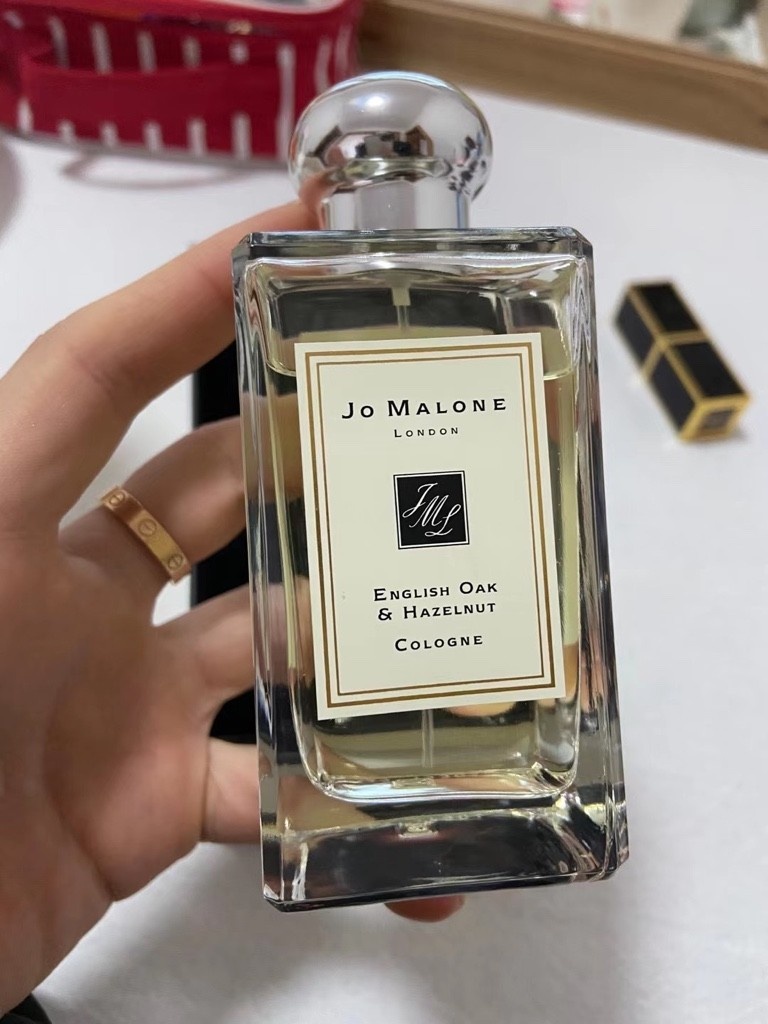 Jo Malone
London
JML
English Oak
& Hazelnut
Cologne